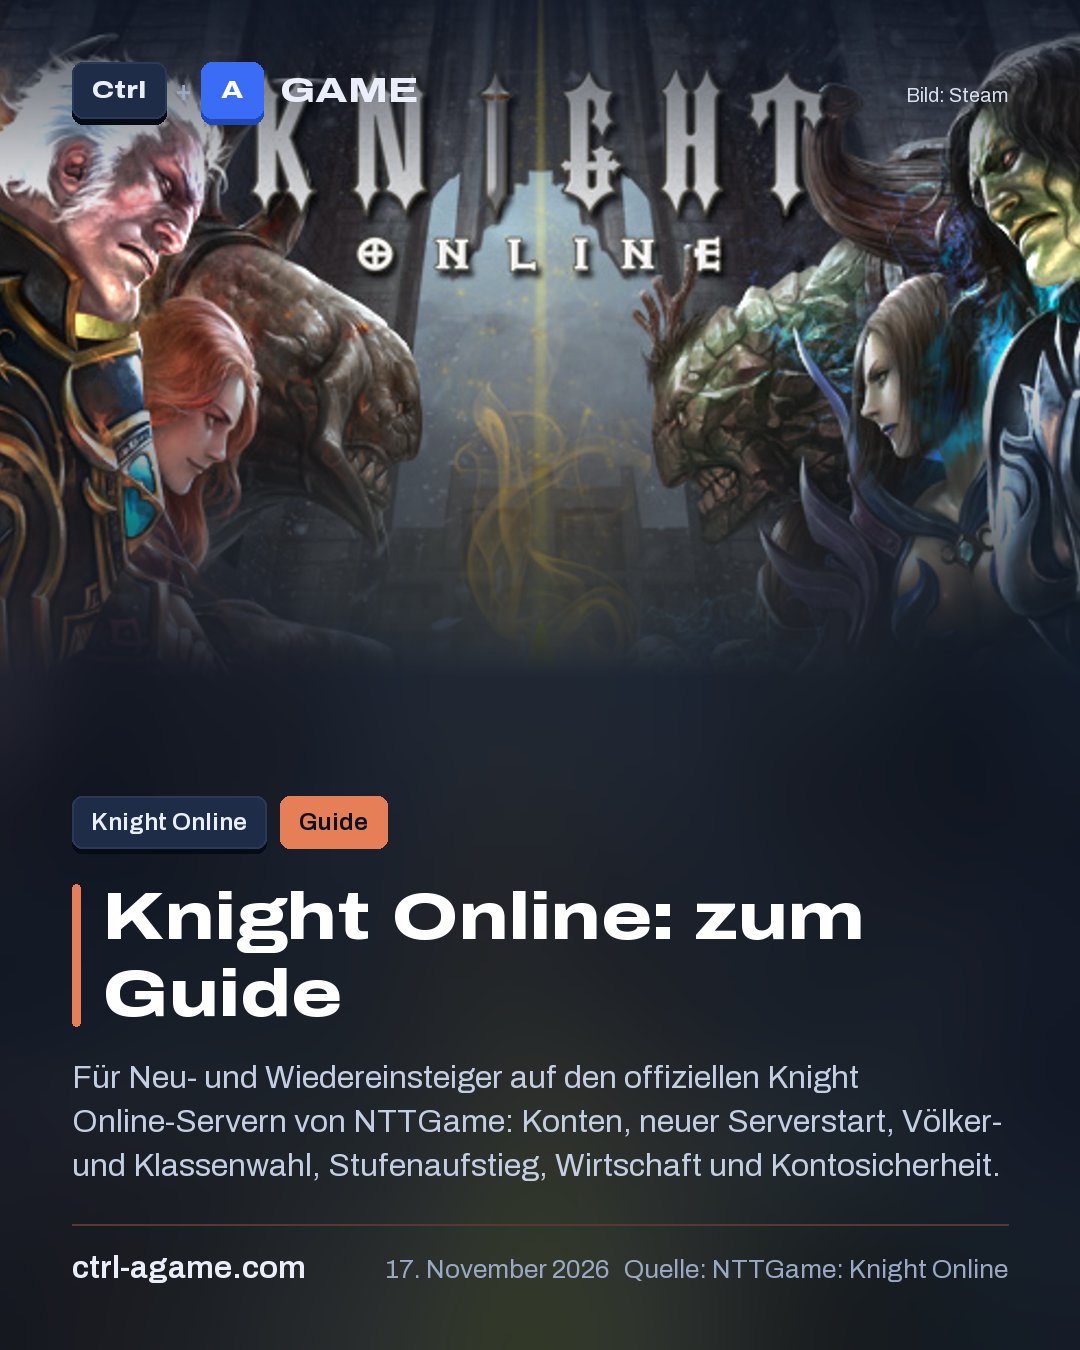 Ctrl + A GAME
Bild: Steam
KNIGHT
ONLINE
Knight Online
Guide
Knight Online: zum
Guide
Für Neu- und Wiedereinsteiger auf den offiziellen Knight
Online-Servern von NTTGame: Konten, neuer Serverstart, Völker-
und Klassenwahl, Stufenaufstieg, Wirtschaft und Kontosicherheit.
ctrl-agame.com
17. November 2026 Quelle: NTTGame: Knight Online